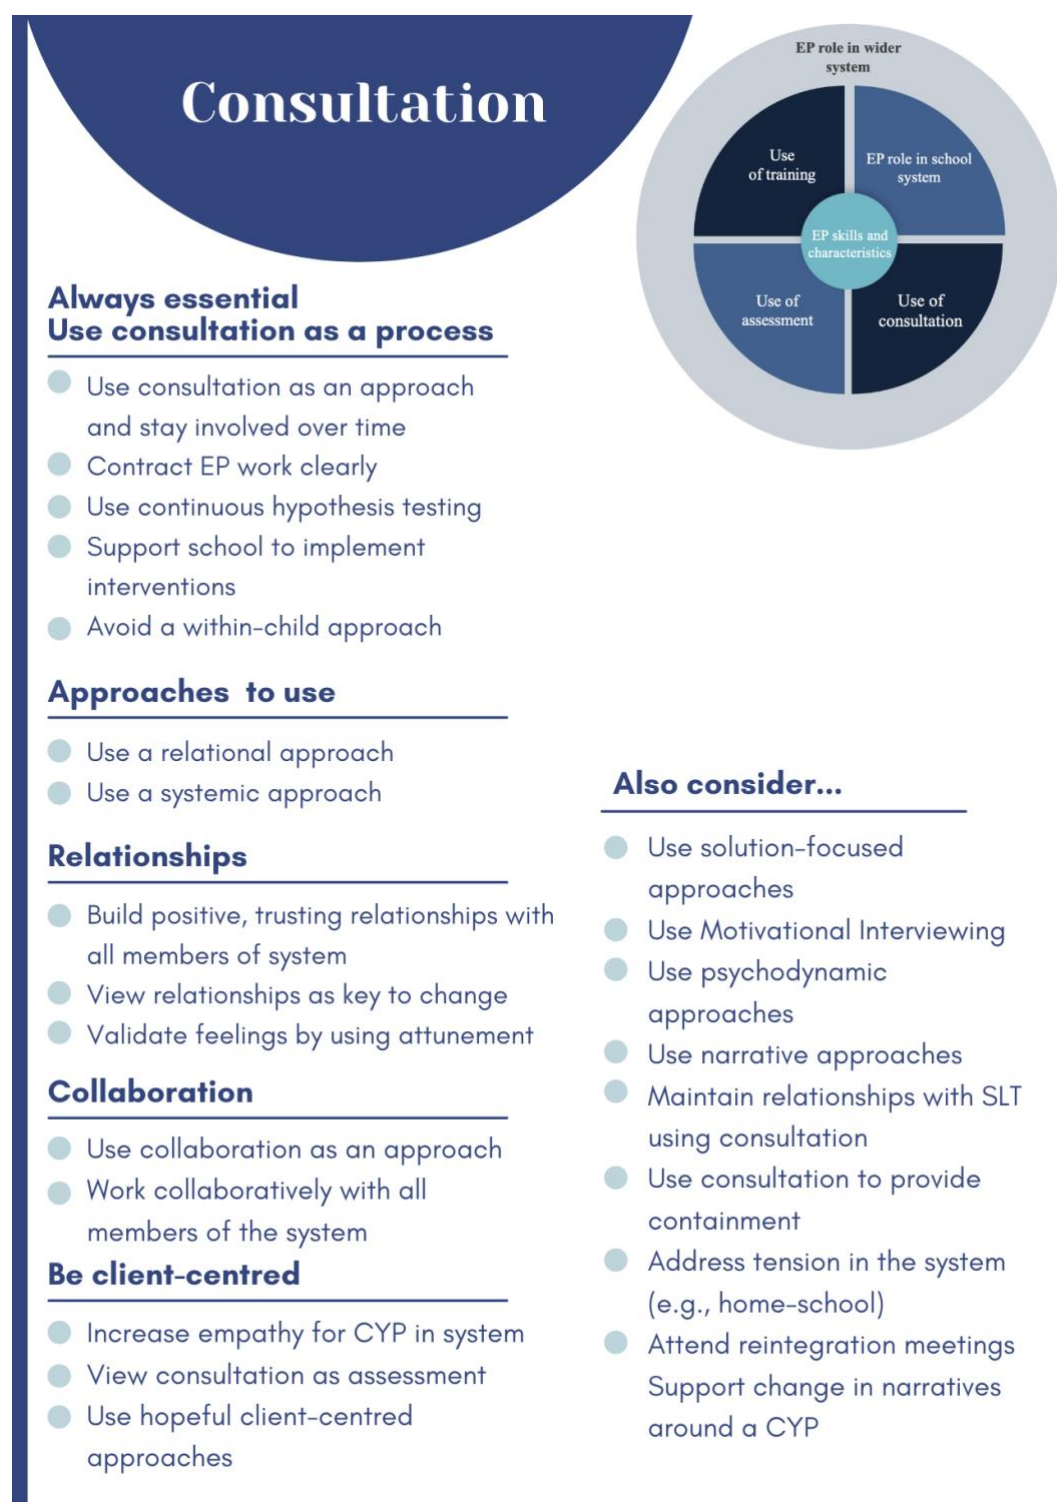 Consultation
EP role in wider
system
Use
of training
EP role in school
system
EP skills and
characteristics
Use of
assessment
Use of
consultation
Always essential
Use consultation as a process
Use consultation as an approach
and stay involved over time
Contract EP work clearly
Use continuous hypothesis testing
Support school to implement
interventions
Avoid a within-child approach
Approaches to use
Use a relational approach
Use a systemic approach
Relationships
Build positive, trusting relationships with
all members of system
View relationships as key to change
Validate feelings by using attunement
Collaboration
Use collaboration as an approach
Work collaboratively with all
members of the system
Be client-centred
Increase empathy for CYP in system
View consultation as assessment
Use hopeful client-centred
approaches
Also consider...
Use solution-focused
approaches
Use Motivational Interviewing
Use psychodynamic
approaches
Use narrative approaches
Maintain relationships with SLT
using consultation
Use consultation to provide
containment
Address tension in the system
(e.g., home-school)
Attend reintegration meetings
Support change in narratives
around a CYP